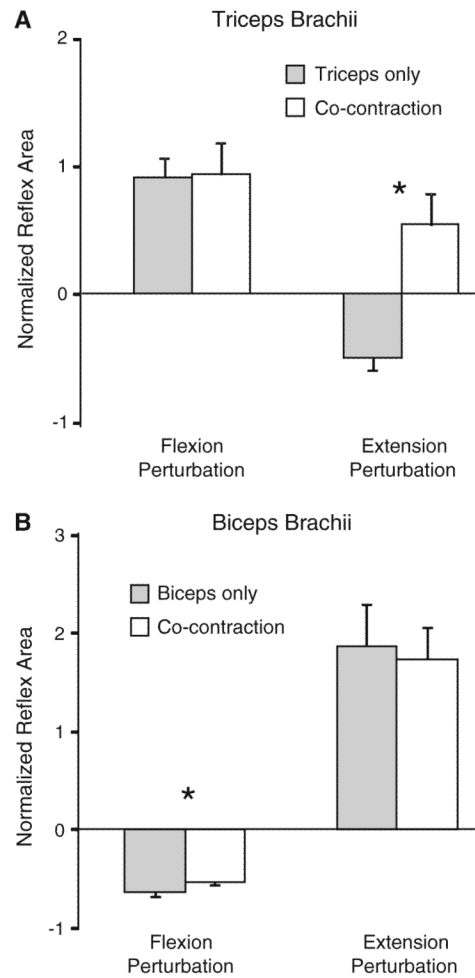 A
Triceps Brachii
2
Triceps only
Co-contraction
1
*
Normalized Reflex Area
0
-1
Flexion
Perturbation
Extension
Perturbation
B
Biceps Brachii
3
Biceps only
Co-contraction
2
Normalized Reflex Area
1
*
0
-1
Flexion
Perturbation
Extension
Perturbation